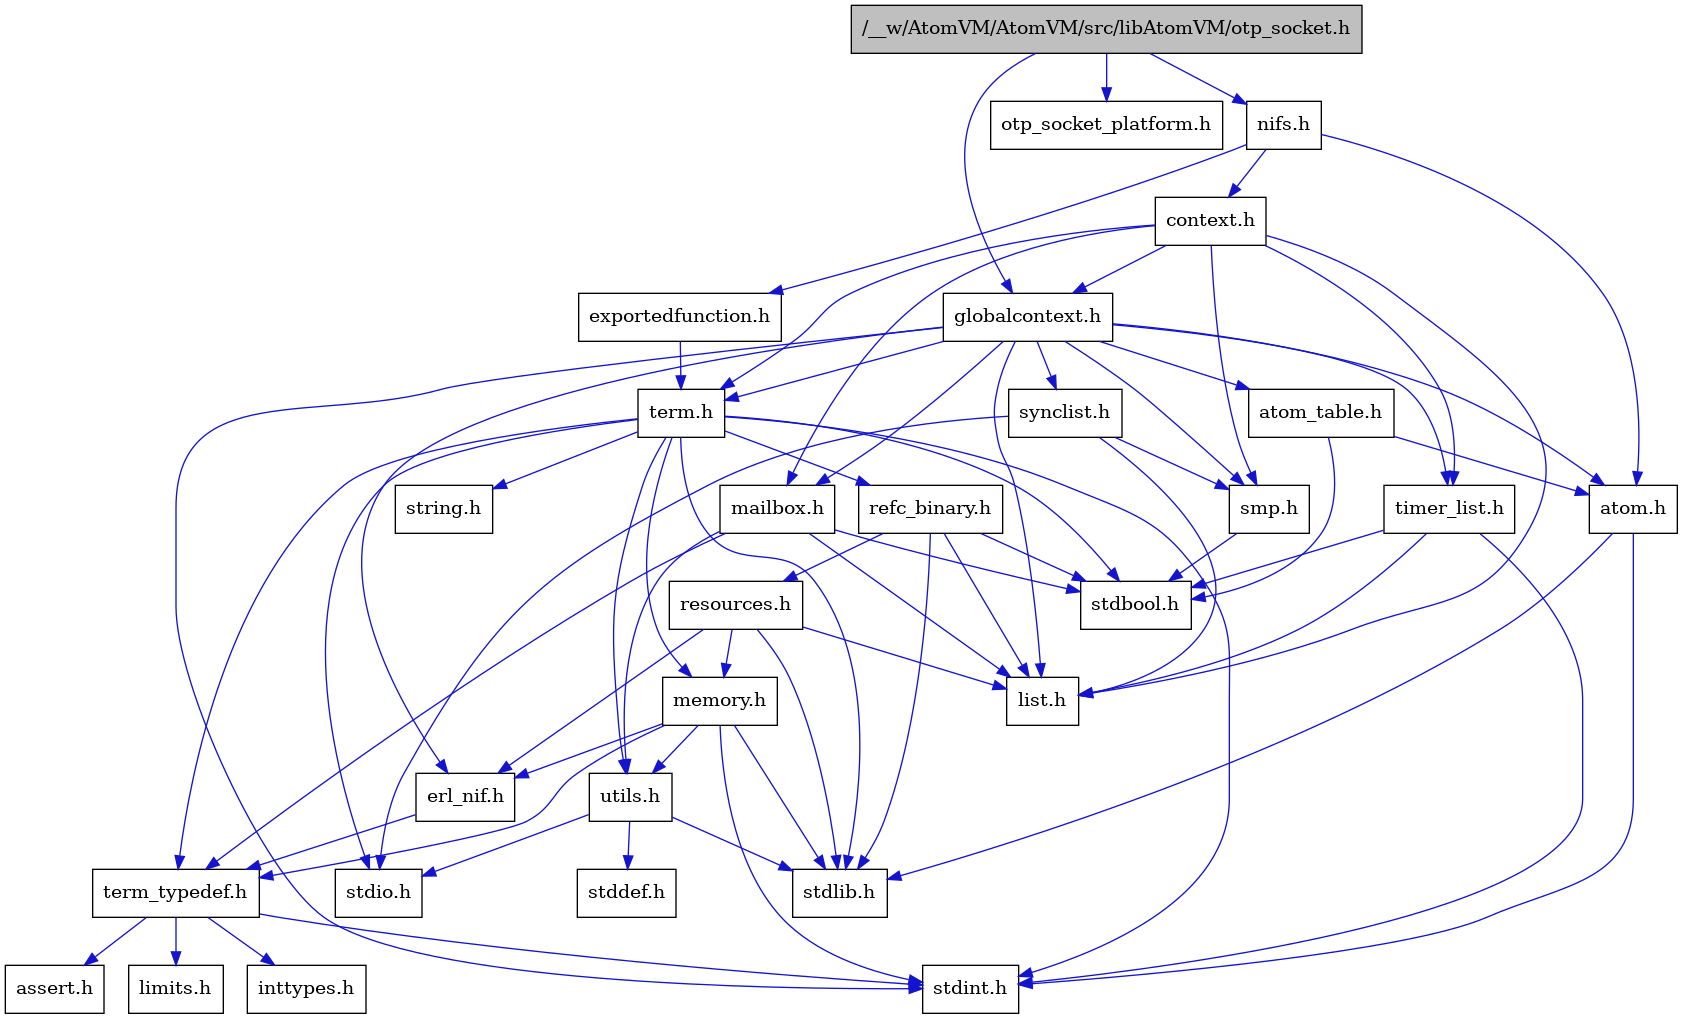 /__w/AtomVM/AtomVM/src/libAtomVM/otp_socket.h
otp_socket_platform.h
nifs.h
context.h
exportedfunction.h
globalcontext.h
term.h
synclist.h
atom_table.h
string.h
mailbox.h
refc_binary.h
smp.h
timer_list.h
atom.h
resources.h
stdbool.h
memory.h
list.h
erl_nif.h
utils.h
term_typedef.h
stdio.h
stddef.h
stdlib.h
assert.h
limits.h
inttypes.h
stdint.h